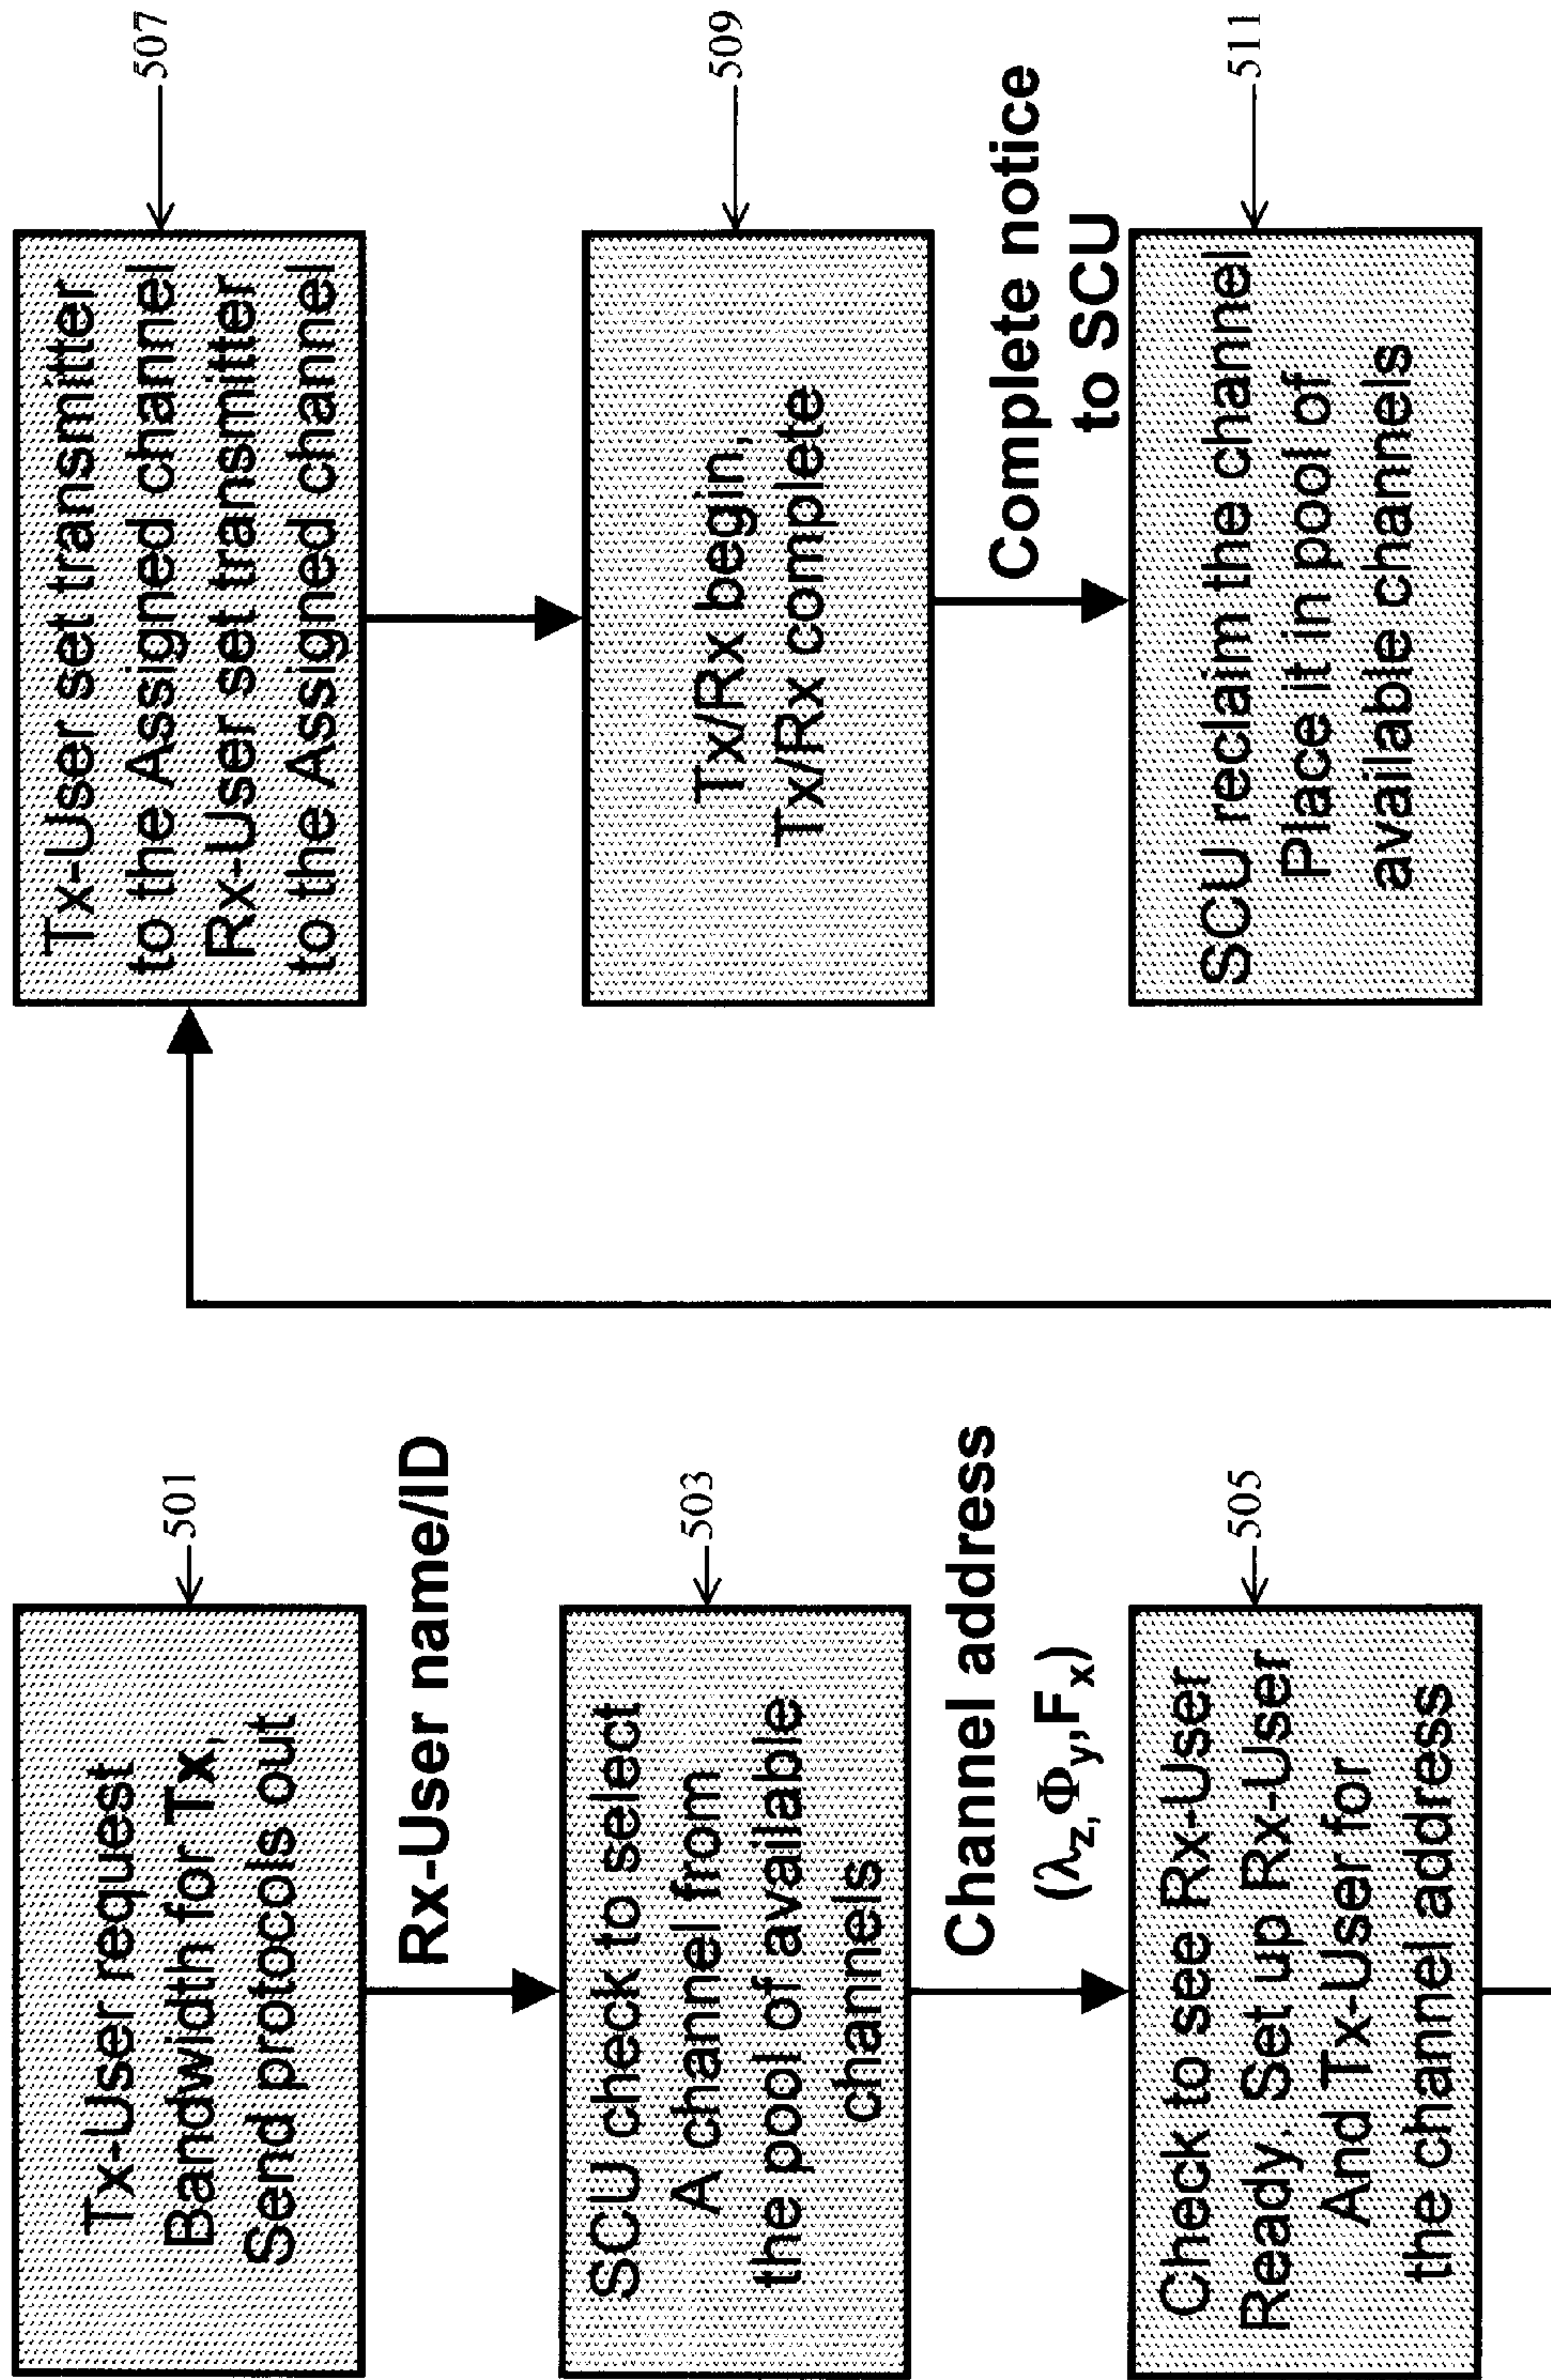 Tx-User request
Bandwidth for Tx,
Send protocols out
501
Rx-User name/ID
SCU check to select
A channel from
the pool of available
channels
503
Channel address
(λz,Φy,Fx)
Check to see Rx-User
Ready, Set up Rx-User
And Tx-User for
the channel address
505
Tx-User set transmitter
to the Assigned channel
Rx-User set transmitter
to the Assigned channel
507
Tx/Rx begin,
Tx/Rx complete
509
Complete notice
to SCU
SCU reclaim the channel
Place it in pool of
available channels
511